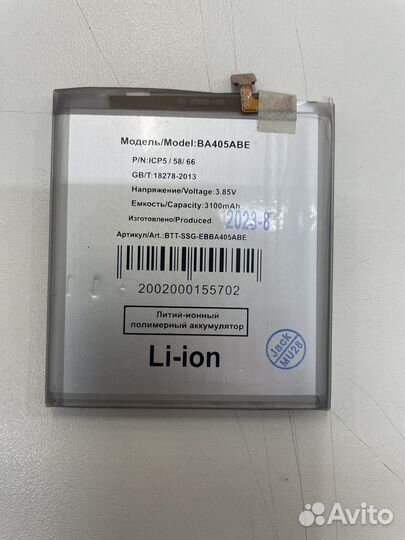 Модель/Model:BA405ABE
P/N:ICP5 / 58/ 66
GB/T:18278-2013
Напряжение/Voltage:3.85V
Емкость/Capacity:3100mAh
Изготовлено/Produced. 2023-8
Артикул/Art.:BTT-SSG-EBBA405ABE
2002000155702
Литий-ионный
полимерный аккумулятор
Li-ion
Jack
MU28
Avito